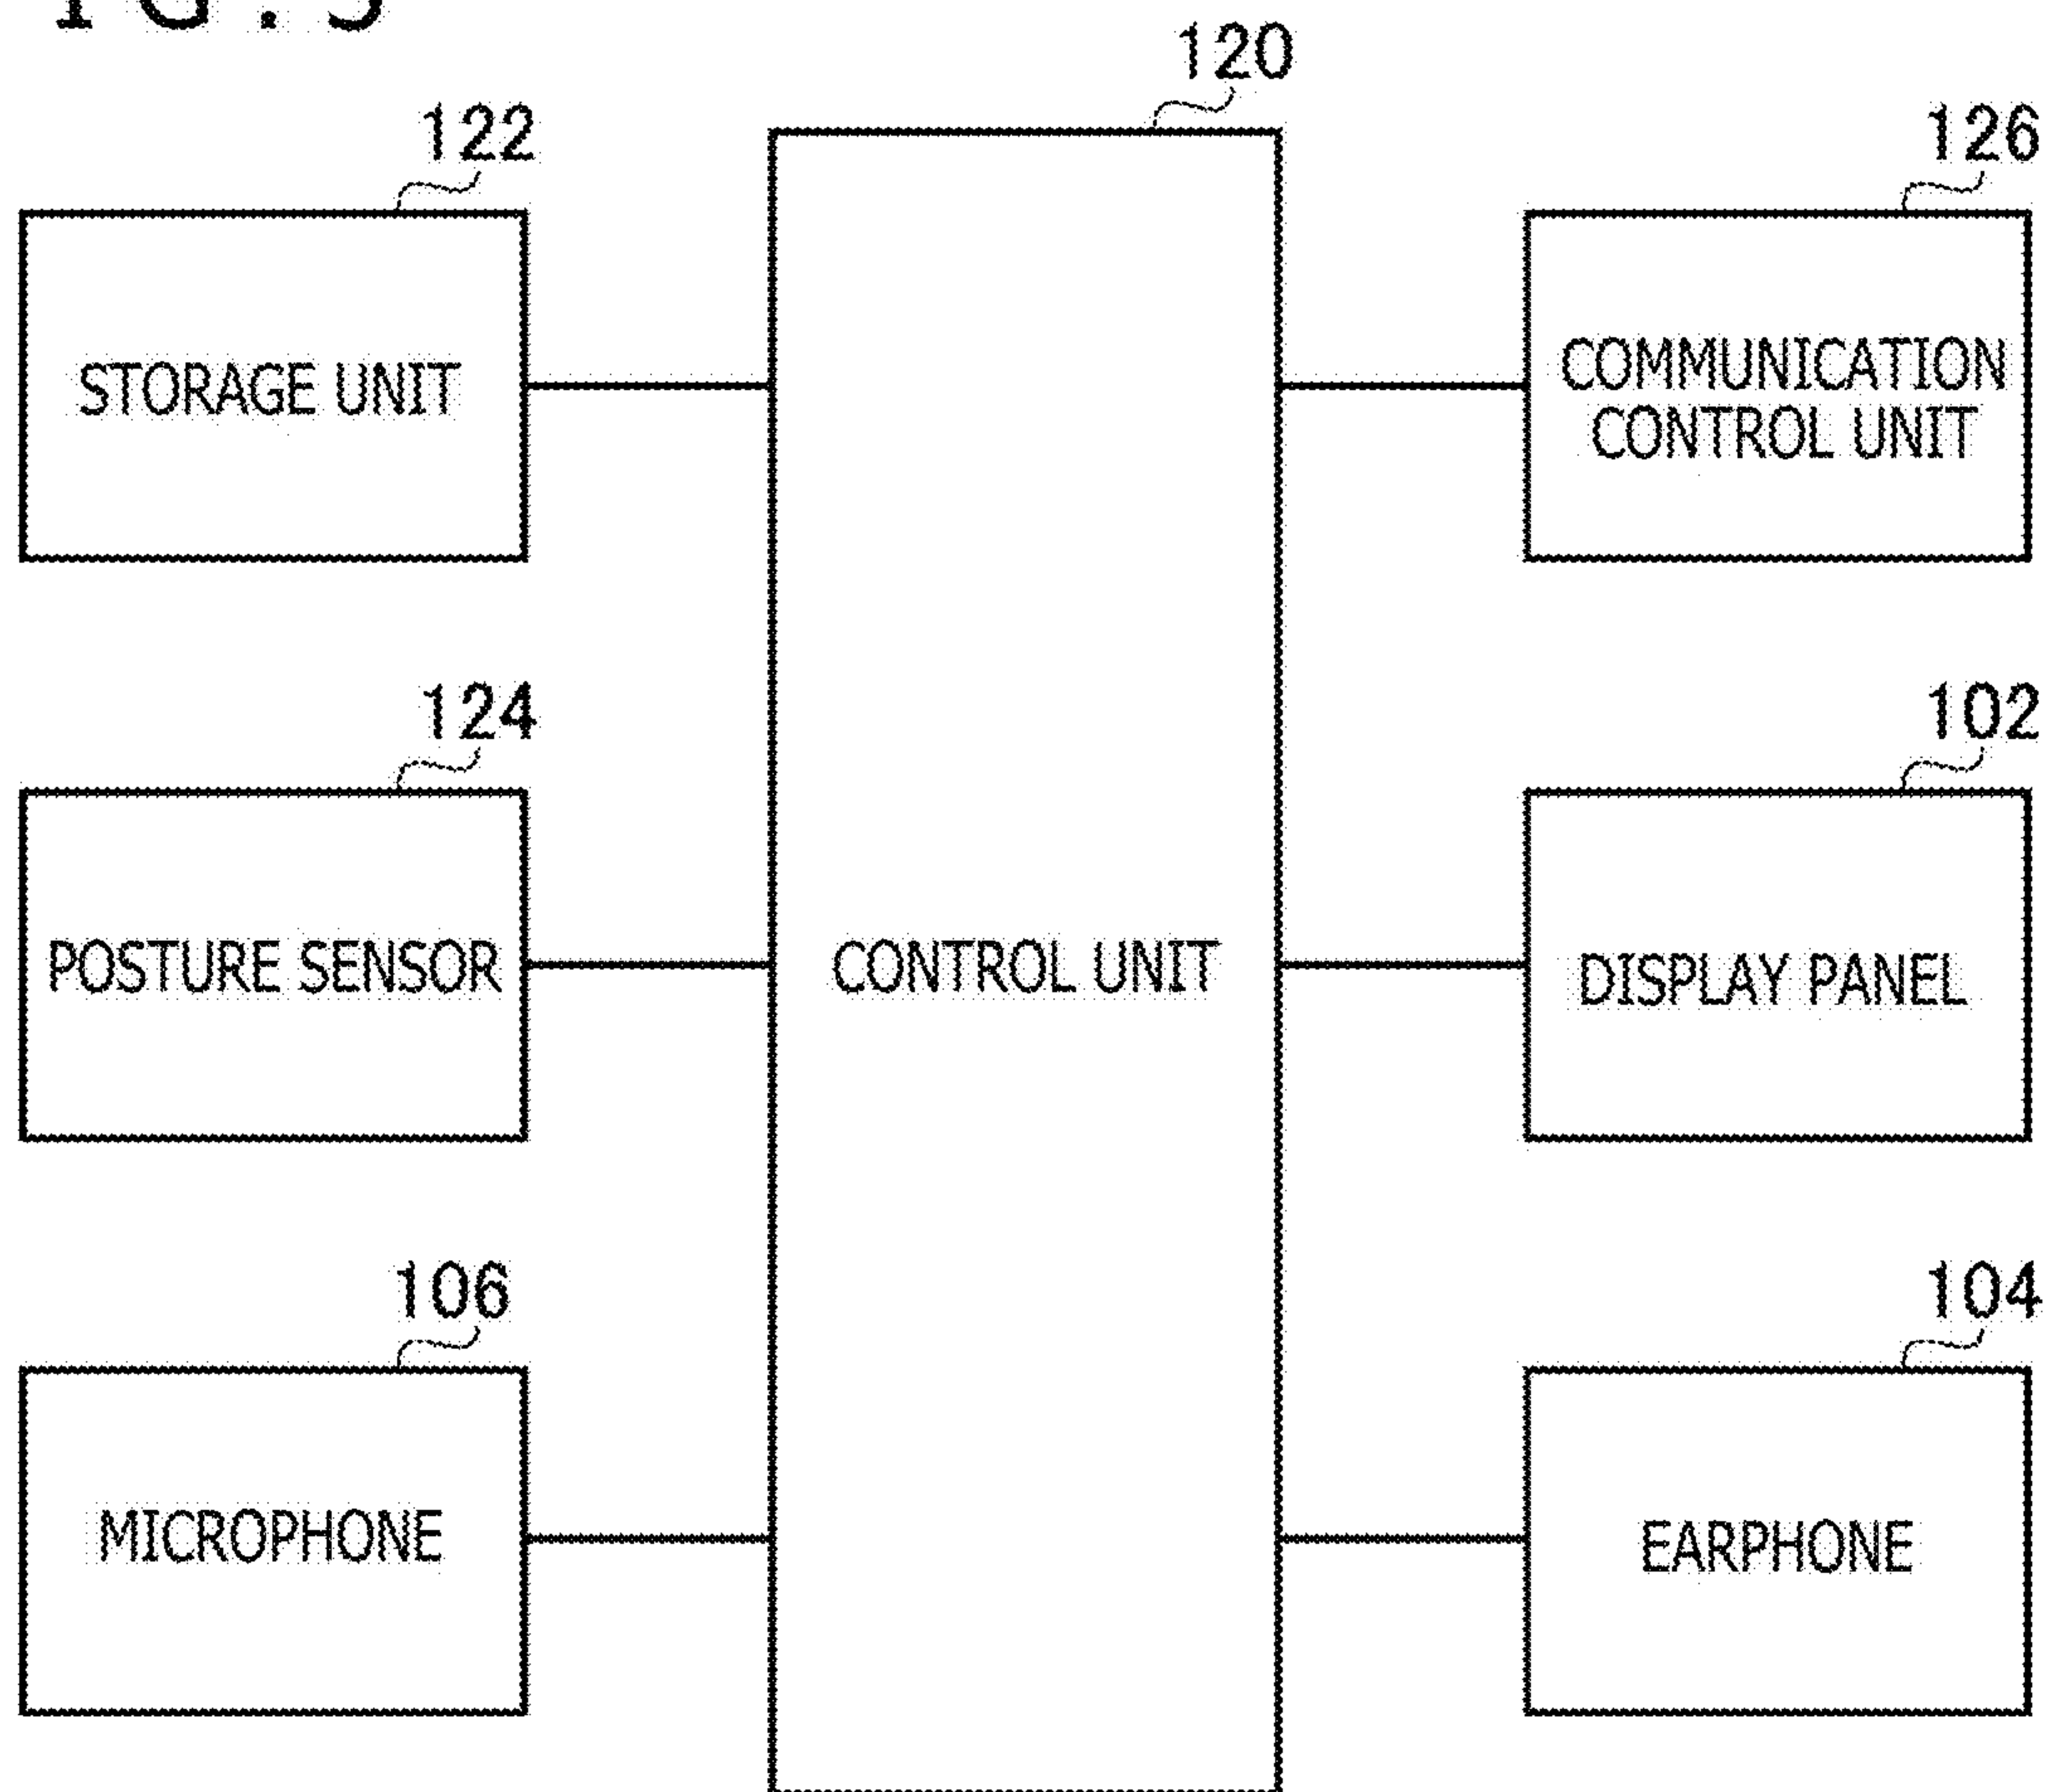 120
122
126
STORAGE UNIT
COMMUNICATION
CONTROL UNIT
124
102
POSTURE SENSOR
CONTROL UNIT
DISPLAY PANEL
106
104
MICROPHONE
EARPHONE